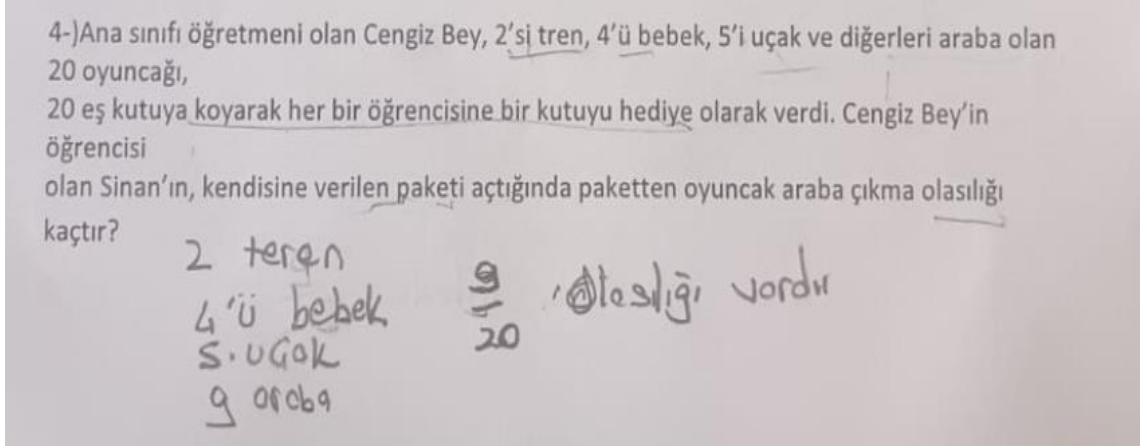 4-)Ana sınıfı öğretmeni olan Cengiz Bey, 2'si tren, 4'ü bebek, 5'i uçak ve diğerleri araba olan
20 oyuncağı,
20 eş kutuya koyarak her bir öğrencisine bir kutuyu hediye olarak verdi. Cengiz Bey'in
öğrencisi
olan Sinan'ın, kendisine verilen paketi açtığında paketten oyuncak araba çıkma olasılığı
kaçtır?
2 teren
4'ü bebek
5. uçak
9 araba
9
20
olasılığı vardır